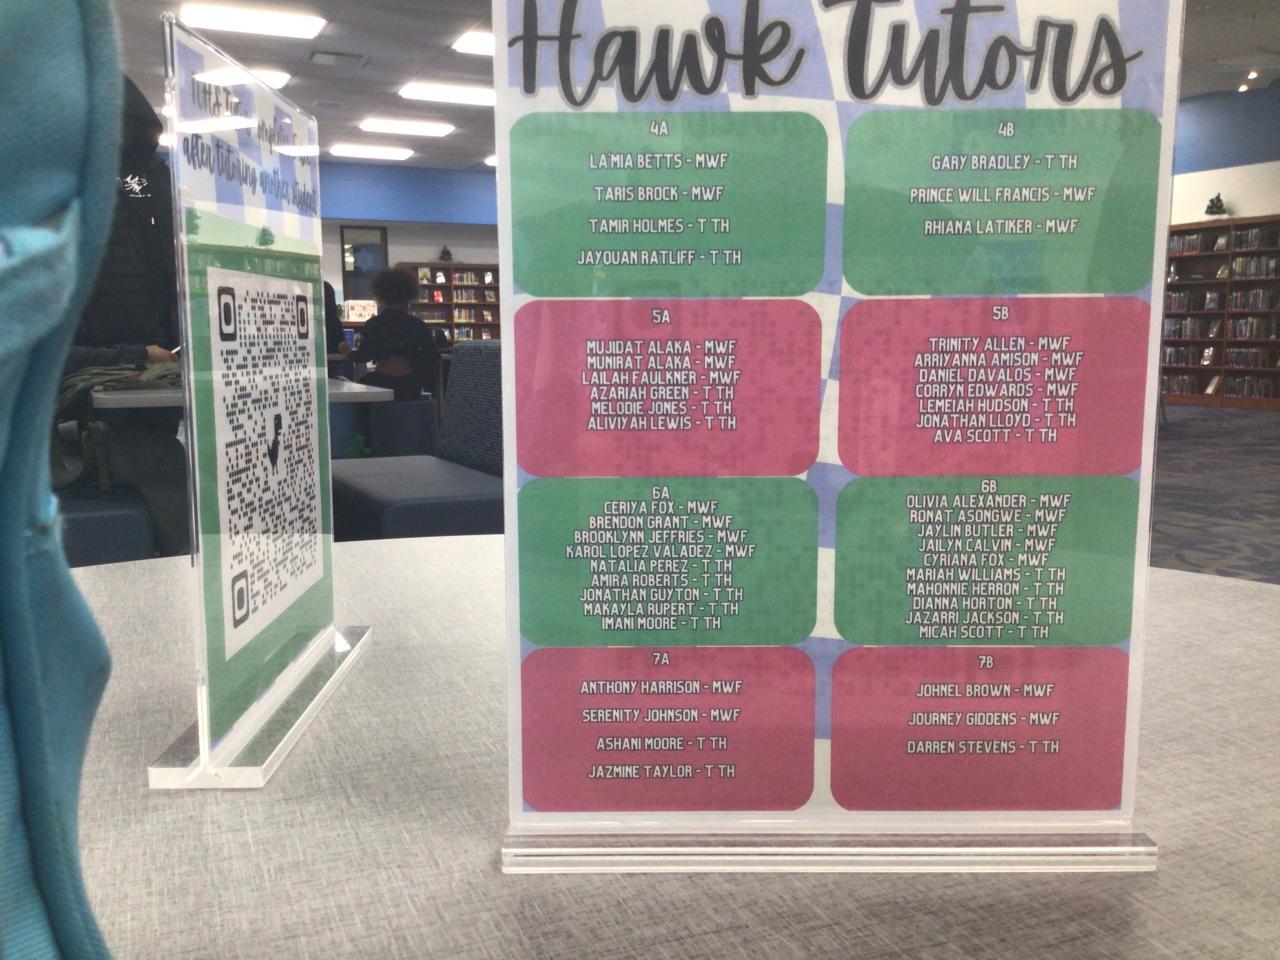 Hawk Tutors
4A
LA'MIA BETTS - MWF
TARIS BROCK - MWF
TAMIR HOLMES - T TH
JAYQUAN RATLIFF - T TH
4B
GARY BRADLEY - T TH
PRINCE WILL FRANCIS - MWF
RHIANA LATIKER - MWF
5A
MUJIDAT ALAKA - MWF
MUNIRAT ALAKA - MWF
LAILAH FAULKNER - MWF
AZARIAH GREEN - T TH
MELODIE JONES - T TH
ALIVIYAH LEWIS - T TH
5B
TRINITY ALLEN - MWF
ARRIYANNA AMISON - MWF
DANIEL DAVALOS - MWF
CORRYN EDWARDS - MWF
LEMEIAH HUDSON - T TH
JONATHAN LLOYD - T TH
AVA SCOTT - T TH
6A
CERIYA FOX - MWF
BRENDON GRANT - MWF
BROOKLYNN JEFFRIES - MWF
KAROL LOPEZ VALADEZ - MWF
NATALIA PEREZ - T TH
AMIRA ROBERTS - T TH
JONATHAN GUYTON - T TH
MAKAYLA RUPERT - T TH
IMANI MOORE - T TH
6B
OLIVIA ALEXANDER - MWF
RONAT ASONGWE - MWF
JAYLIN BUTLER - MWF
JAILYN CALVIN - MWF
CYRIANA FOX - MWF
MARIAH WILLIAMS - T TH
MAHONNIE HERRON - T TH
DIANNA HORTON - T TH
JAZARRI JACKSON - T TH
MICAH SCOTT - T TH
7A
ANTHONY HARRISON - MWF
SERENITY JOHNSON - MWF
ASHANI MOORE - T TH
JAZMINE TAYLOR - T TH
7B
JOHNEL BROWN - MWF
JOURNEY GIDDENS - MWF
DARREN STEVENS - T TH
after tutoring another student